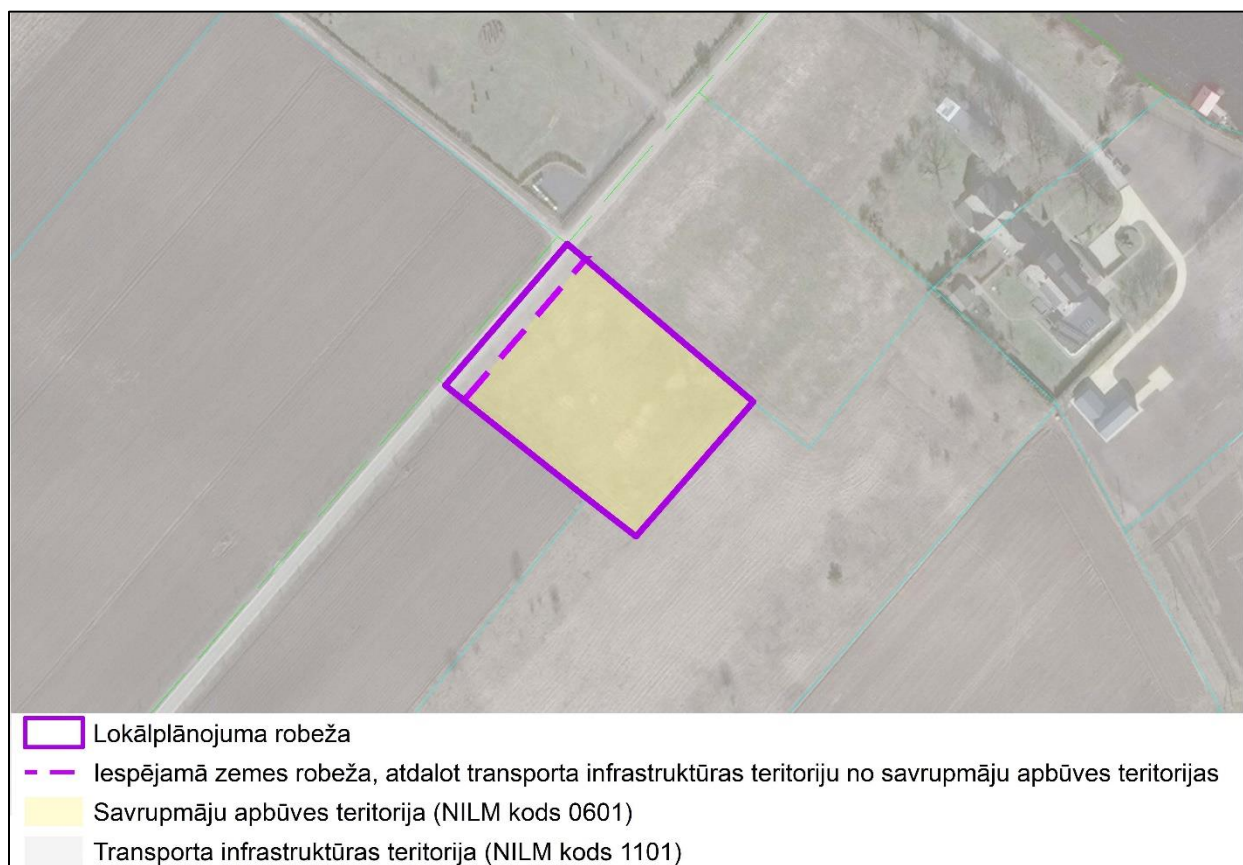 Lokālplānojuma robeža
Iespējamā zemes robeža, atdalot transporta infrastruktūras teritoriju no savrupmāju apbūves teritorijas
Savrupmāju apbūves teritorija (NILM kods 0601)
Transporta infrastruktūras teritorija (NILM kods 1101)